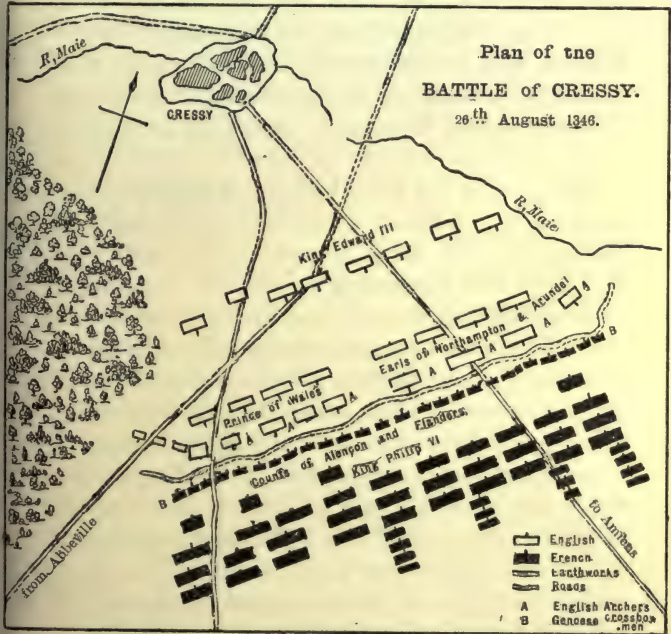 Plan of tne
BATTLE of CRESSY.
26th August 1346.
R. Maie
CRESSY
R. Maie
King Edward III
Earls of Northampton & Arundel
A
A
A
A
B
Prince of Wales
A
A
A
A
Counts of Alençon and Flanders
King Philip VI
B
from Abbeville
to Amiens
English
French
Earthworks
Roads
A English Archers
B Genoese Crossbow
men